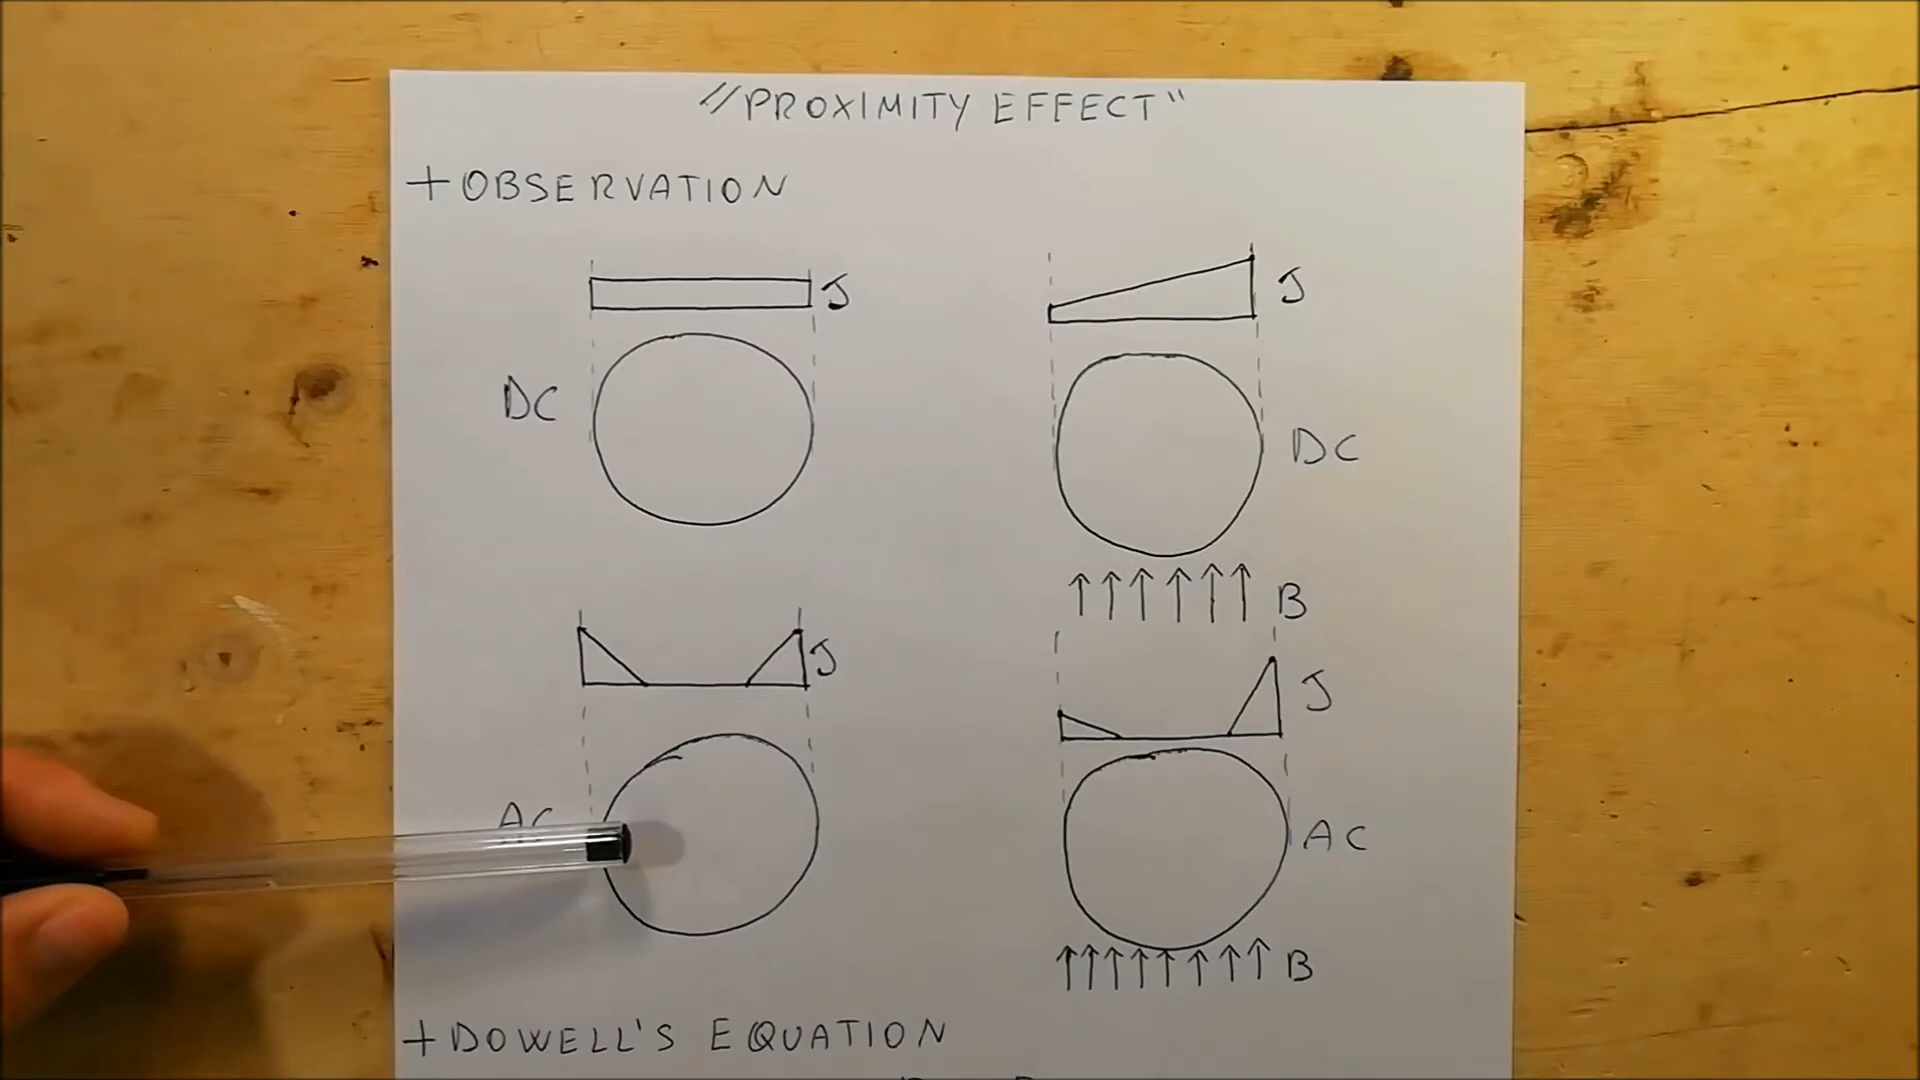 "PROXIMITY EFFECT"
+OBSERVATION
J
J
DC
DC
B
J
J
AC
AC
B
+DOWELL'S EQUATION